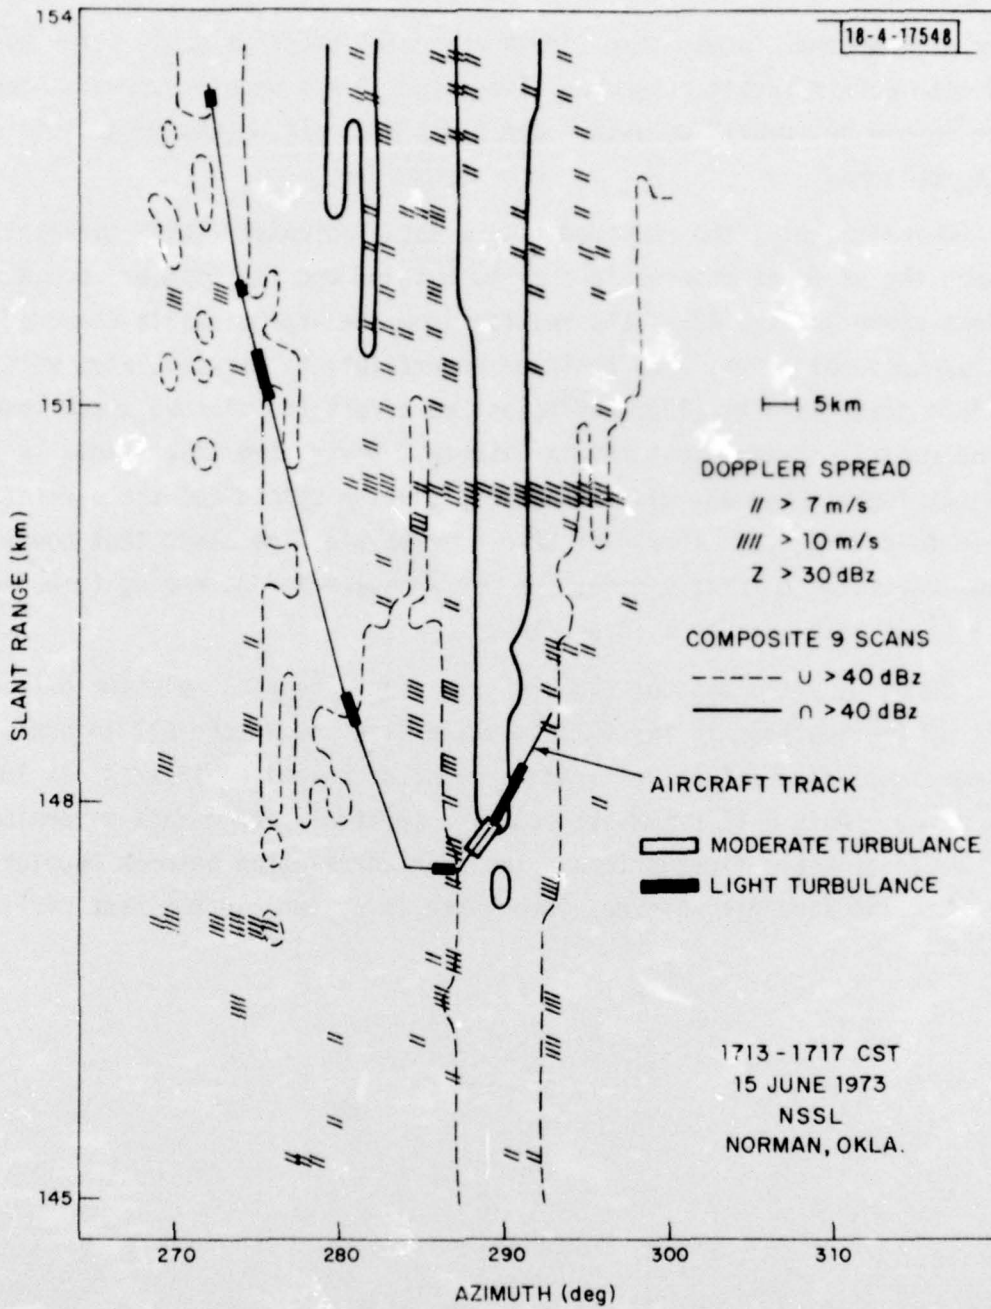 154
18-4-17548
151
5km
DOPPLER SPREAD
// > 7 m/s
//// > 10 m/s
Z > 30 dBz
COMPOSITE 9 SCANS
∪ > 40 dBz
∩ > 40 dBz
SLANT RANGE (km)
AIRCRAFT TRACK
148
MODERATE TURBULANCE
LIGHT TURBULANCE
1713-1717 CST
15 JUNE 1973
NSSL
NORMAN, OKLA.
145
270 280 290 300 310
AZIMUTH (deg)